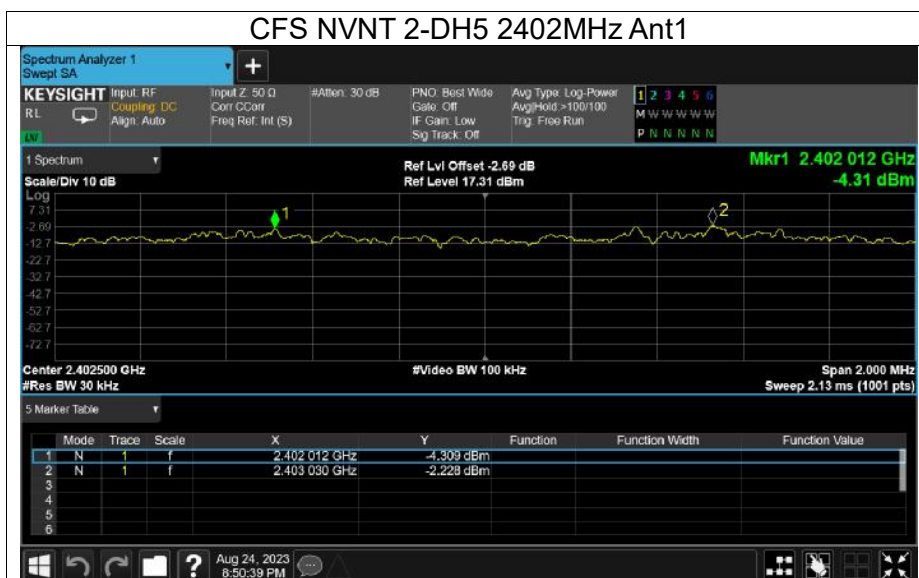 CFS NVNT 2-DH5 2402MHz Ant1
Spectrum Analyzer 1
Swept SA
+
KEYSIGHT Input: RF Input Z: 50 Ω #Atten: 30 dB PNO: Best Wide Avg Type: Log-Power 1 2 3 4 5 6
RL Coupling: DC Corr CCorr Gate: Off Avg|Hold:>100/100 M W W W W W
Align: Auto Freq Ref: Int (S) IF Gain: Low Trig: Free Run
Sig Track: Off P N N N N N
1 Spectrum Ref Lvl Offset -2.69 dB Mkr1 2.402 012 GHz
Scale/Div 10 dB Ref Level 17.31 dBm -4.31 dBm
Log
7.31
-2.69
-12.7
-22.7
-32.7
-42.7
-52.7
-62.7
-72.7
1
2
Center 2.402500 GHz #Video BW 100 kHz Span 2.000 MHz
#Res BW 30 kHz Sweep 2.13 ms (1001 pts)
5 Marker Table
Mode Trace Scale X Y Function Function Width Function Value
1 N 1 f 2.402 012 GHz -4.309 dBm
2 N 1 f 2.403 030 GHz -2.228 dBm
3
4
5
6
? Aug 24, 2023
8:50:39 PM